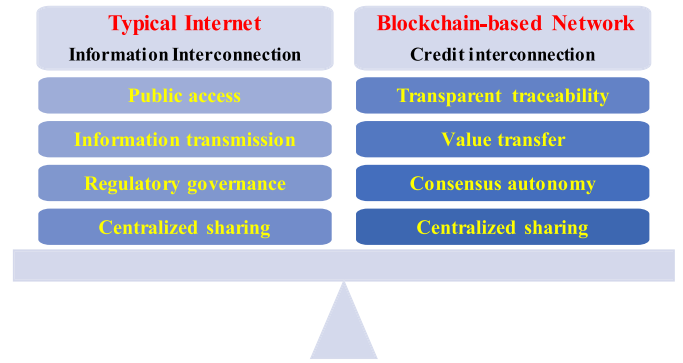 Typical Internet
Information Interconnection
Public access
Information transmission
Regulatory governance
Centralized sharing
Blockchain-based Network
Credit interconnection
Transparent traceability
Value transfer
Consensus autonomy
Centralized sharing